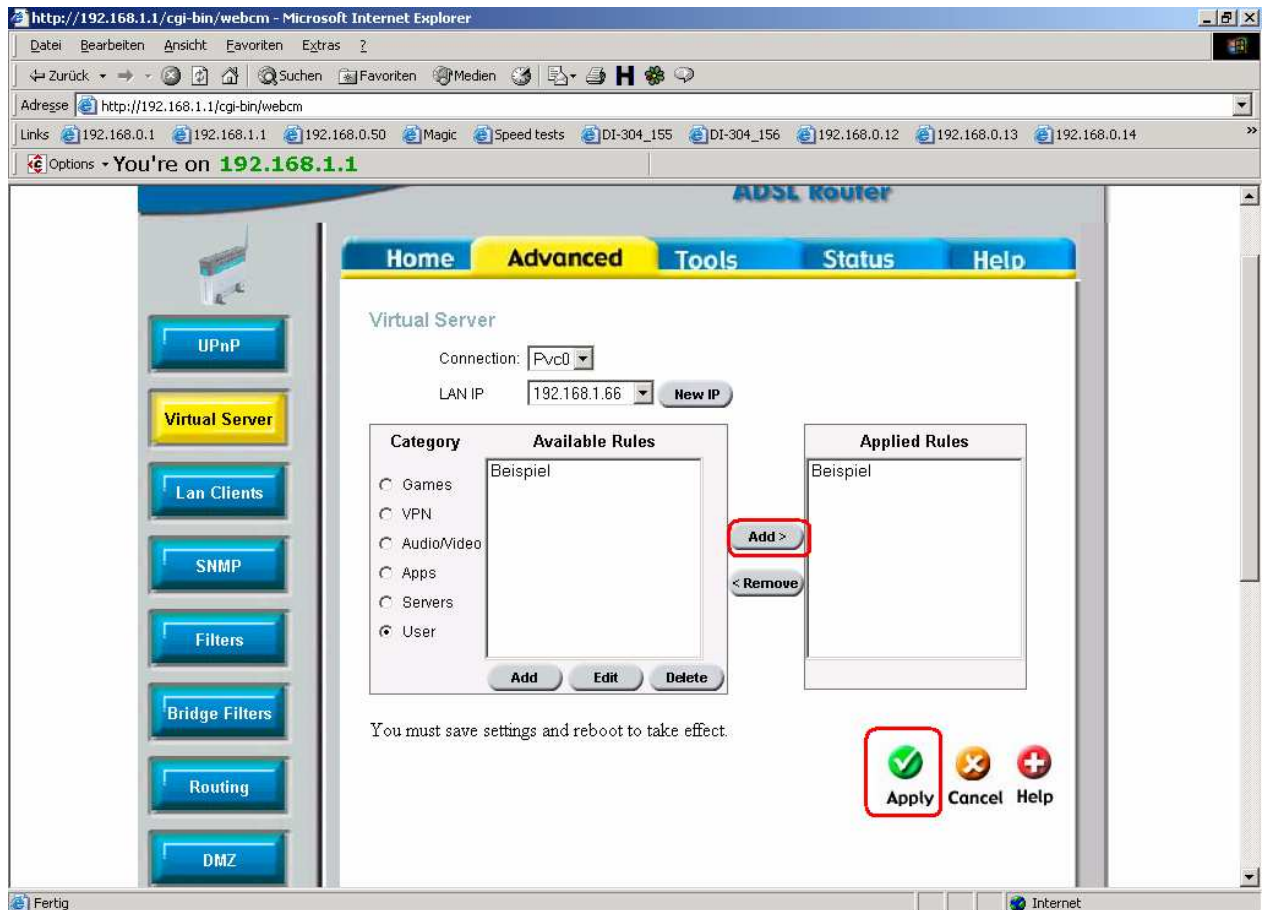 http://192.168.1.1/cgi-bin/webcm - Microsoft Internet Explorer
Datei Bearbeiten Ansicht Favoriten Extras ?
Zurück Suchen Favoriten Medien H
Adresse http://192.168.1.1/cgi-bin/webcm
Links 192.168.0.1 192.168.1.1 192.168.0.50 Magic Speed tests DI-304_155 DI-304_156 192.168.0.12 192.168.0.13 192.168.0.14 »
Options You're on 192.168.1.1
ADSL Router
Home Advanced Tools Status Help
UPnP
Virtual Server
Lan Clients
SNMP
Filters
Bridge Filters
Routing
DMZ
Virtual Server
Connection: Pvc0
LAN IP 192.168.1.66 New IP
Category Available Rules Applied Rules
Beispiel Beispiel
Games
VPN
Audio/Video
Apps
Servers
User
Add >
< Remove
Add Edit Delete
You must save settings and reboot to take effect.
Apply Cancel Help
Fertig Internet